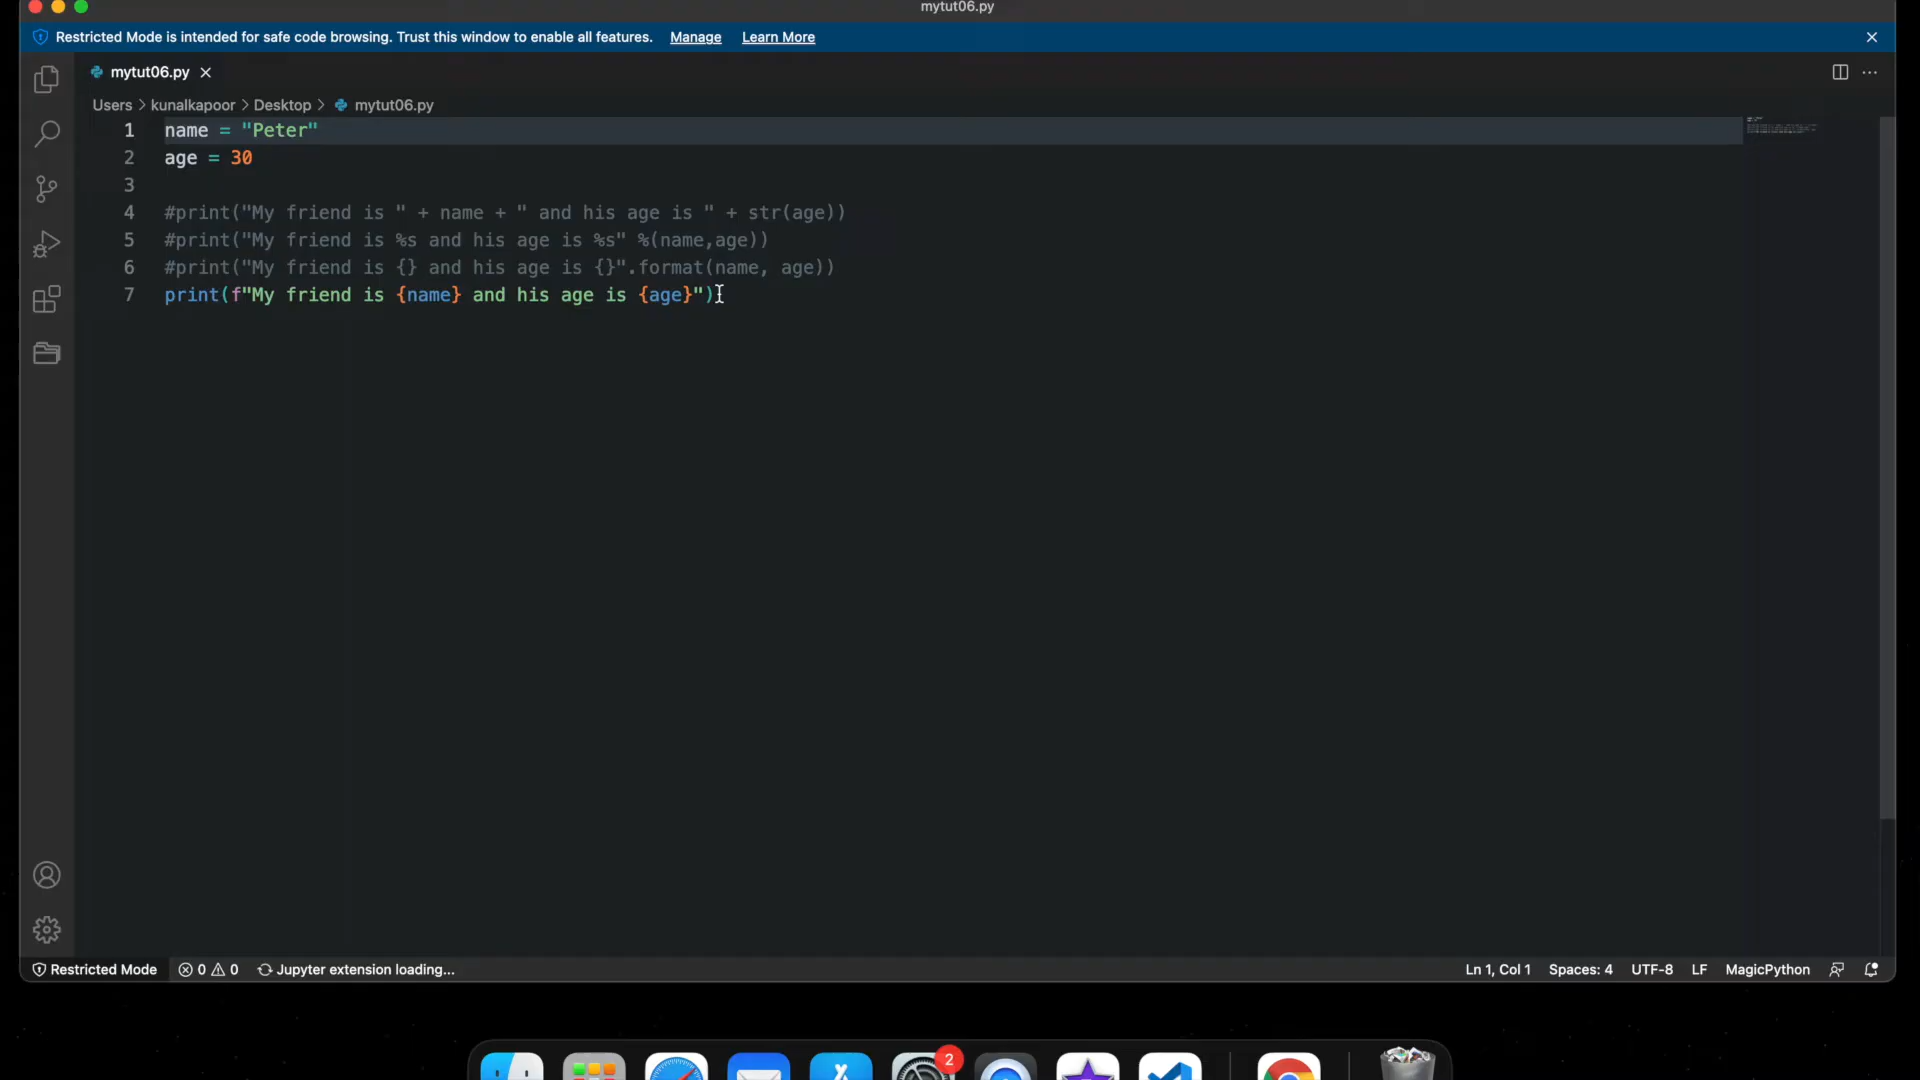 mytut06.py
Restricted Mode is intended for safe code browsing. Trust this window to enable all features. Manage Learn More
mytut06.py
Users > kunalkapoor > Desktop > mytut06.py
1 name = "Peter"
2 age = 30
3
4 #print("My friend is " + name + " and his age is " + str(age))
5 #print("My friend is %s and his age is %s" %(name,age))
6 #print("My friend is {} and his age is {}".format(name, age))
7 print(f"My friend is {name} and his age is {age}")
Restricted Mode 0 0 Jupyter extension loading... Ln 1, Col 1 Spaces: 4 UTF-8 LF MagicPython
2